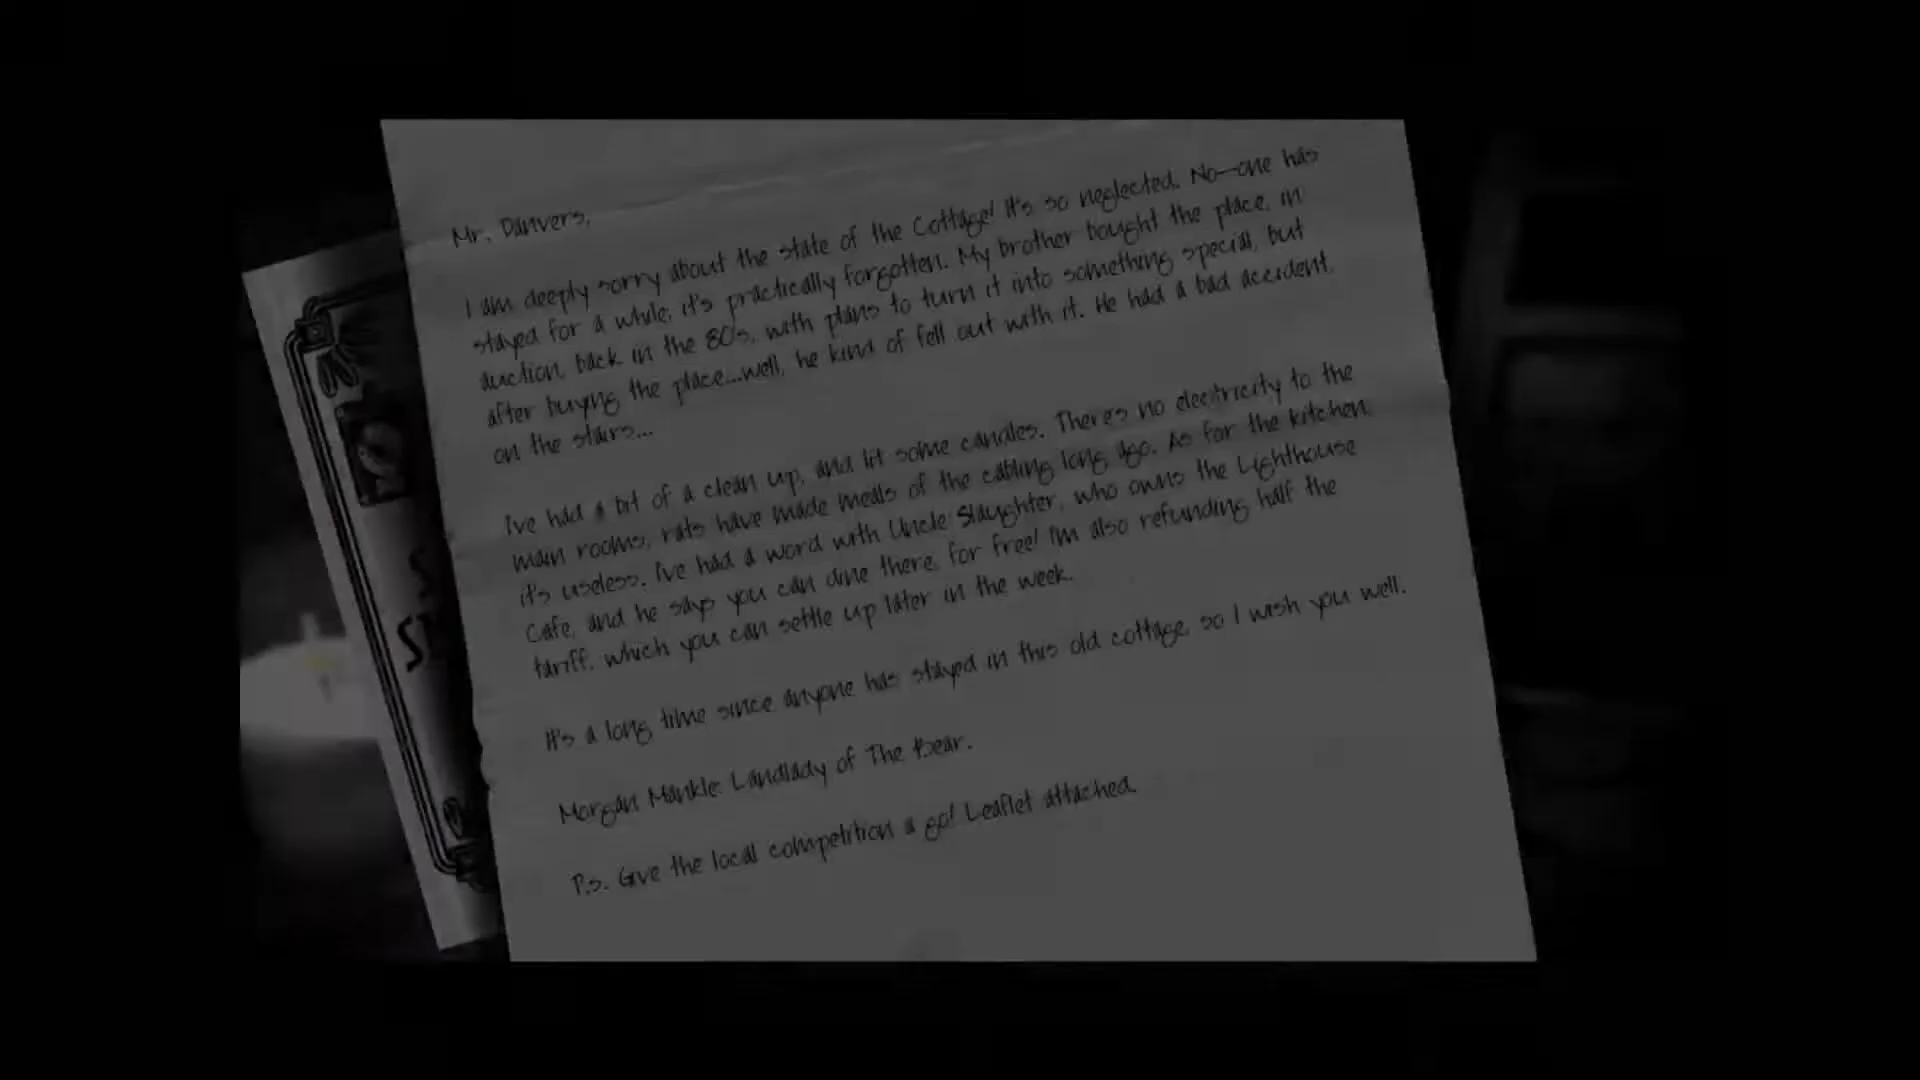 Mr. Danvers,
I am deeply sorry about the state of the Cottage! It's so neglected. No-one has
stayed for a while, it's practically forgotten. My brother bought the place, in
auction, back in the 80's, with plans to turn it into something special, but
after buying the place...well, he kind of fell out with it. He had a bad accident,
on the stairs...
I've had a bit of a clean up, and lit some candles. There's no electricity to the
main rooms, rats have made meals of the cabling long ago. As for the kitchen,
it's useless. I've had a word with Uncle Slaughter, who owns the Lighthouse
Cafe, and he says you can dine there, for free! I'm also refunding half the
tariff, which you can settle up later in the week.
It's a long time since anyone has stayed in this old cottage, so I wish you well.
Morgan Mankle: Landlady of The Bear.
P.s. Give the local competition a go! Leaflet attached.